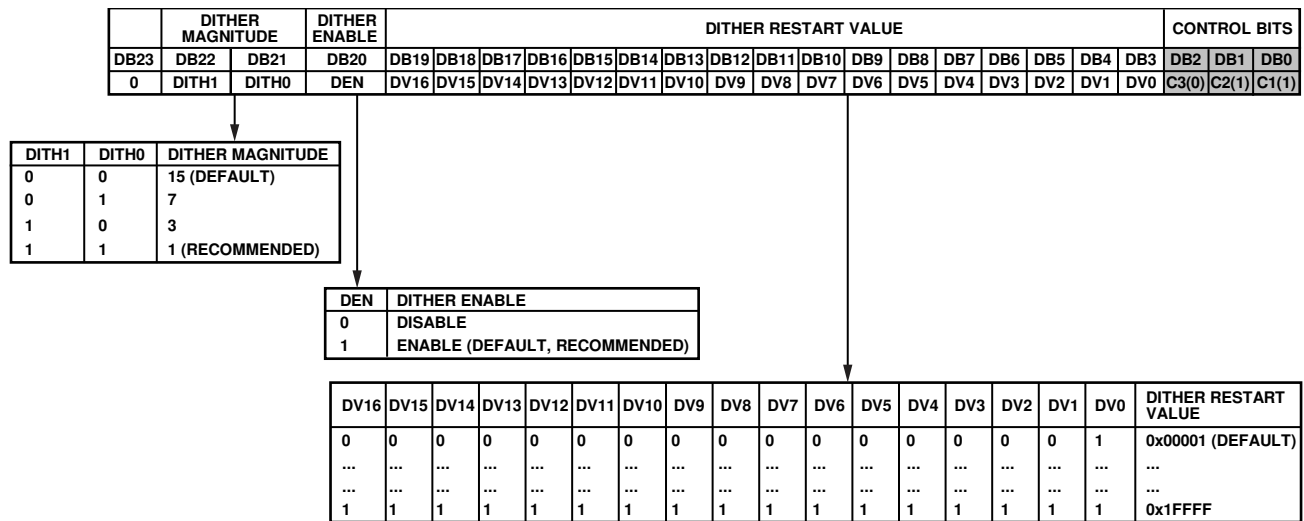 DITHER MAGNITUDE DITHER ENABLE DITHER RESTART VALUE CONTROL BITS
DB23 DB22 DB21 DB20 DB19 DB18 DB17 DB16 DB15 DB14 DB13 DB12 DB11 DB10 DB9 DB8 DB7 DB6 DB5 DB4 DB3 DB2 DB1 DB0
0 DITH1 DITH0 DEN DV16 DV15 DV14 DV13 DV12 DV11 DV10 DV9 DV8 DV7 DV6 DV5 DV4 DV3 DV2 DV1 DV0 C3(0) C2(1) C1(1)
DITH1 DITH0 DITHER MAGNITUDE
0 0 15 (DEFAULT)
0 1 7
1 0 3
1 1 1 (RECOMMENDED)
DEN DITHER ENABLE
0 DISABLE
1 ENABLE (DEFAULT, RECOMMENDED)
DV16 DV15 DV14 DV13 DV12 DV11 DV10 DV9 DV8 DV7 DV6 DV5 DV4 DV3 DV2 DV1 DV0 DITHER RESTART VALUE
0 0 0 0 0 0 0 0 0 0 0 0 0 0 0 0 1 0x00001 (DEFAULT)
... ... ... ... ... ... ... ... ... ... ... ... ... ... ... ... ... ...
... ... ... ... ... ... ... ... ... ... ... ... ... ... ... ... ... ...
1 1 1 1 1 1 1 1 1 1 1 1 1 1 1 1 1 0x1FFFF